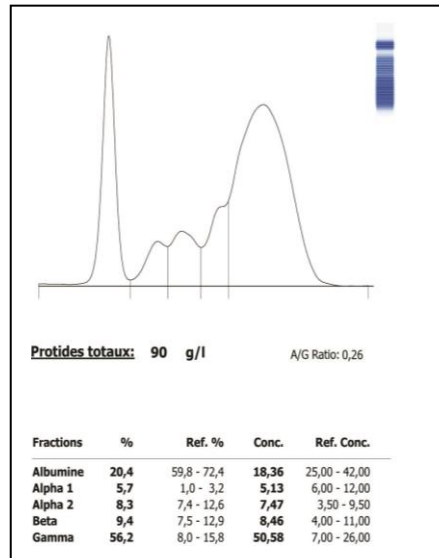 Protides totaux: 90 g/l A/G Ratio: 0,26
Fractions % Ref. % Conc. Ref. Conc.
Albumine 20,4 59,8 - 72,4 18,36 25,00 - 42,00
Alpha 1 5,7 1,0 - 3,2 5,13 6,00 - 12,00
Alpha 2 8,3 7,4 - 12,6 7,47 3,50 - 9,50
Beta 9,4 7,5 - 12,9 8,46 4,00 - 11,00
Gamma 56,2 8,0 - 15,8 50,58 7,00 - 26,00